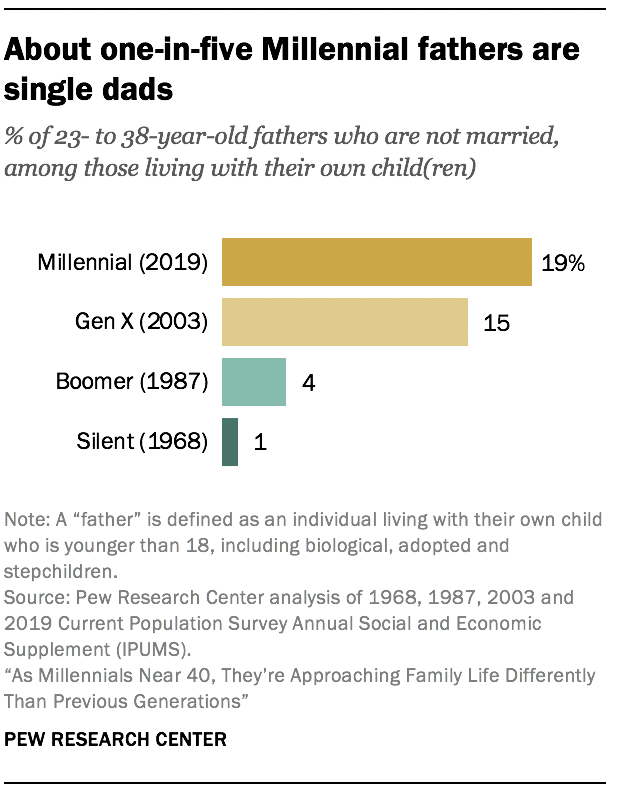 About one-in-five Millennial fathers are
single dads
% of 23- to 38-year-old fathers who are not married,
among those living with their own child(ren)
Millennial (2019) 19%
Gen X (2003) 15
Boomer (1987) 4
Silent (1968) 1
Note: A “father” is defined as an individual living with their own child
who is younger than 18, including biological, adopted and
stepchildren.
Source: Pew Research Center analysis of 1968, 1987, 2003 and
2019 Current Population Survey Annual Social and Economic
Supplement (IPUMS).
“As Millennials Near 40, They’re Approaching Family Life Differently
Than Previous Generations”
PEW RESEARCH CENTER